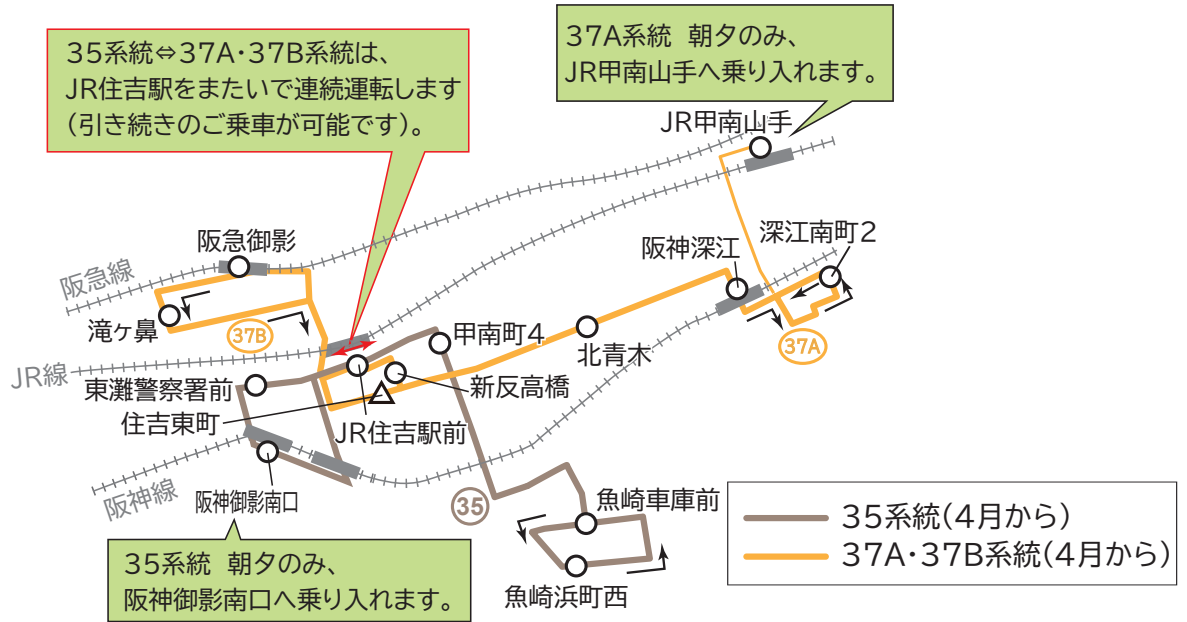 35系統⇔37A・37B系統は、
JR住吉駅をまたいで連続運転します
(引き続きのご乗車が可能です)。
37A系統 朝夕のみ、
JR甲南山手へ乗り入れます。
JR甲南山手
深江南町2
阪神深江
阪急御影
阪急線
滝ヶ鼻
37B
37A
甲南町4
北青木
JR線
東灘警察署前
新反高橋
住吉東町
JR住吉駅前
阪神線
阪神御影南口
35
魚崎車庫前
魚崎浜町西
35系統(4月から)
37A・37B系統(4月から)
35系統 朝夕のみ、
阪神御影南口へ乗り入れます。